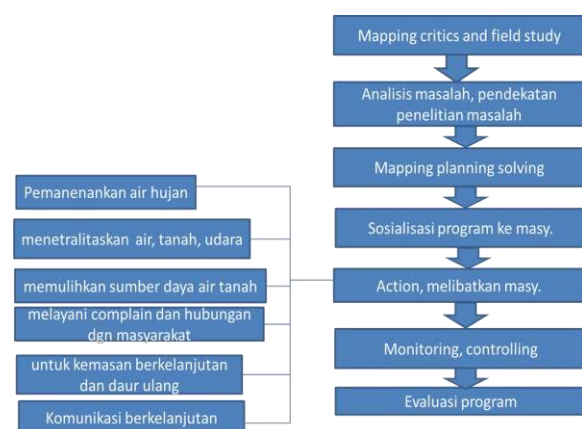 Mapping critics and field study
Analisis masalah, pendekatan
penelitian masalah
Mapping planning solving
Sosialisasi program ke masy.
Action, melibatkan masy.
Monitoring, controlling
Evaluasi program
Pemanenankan air hujan
menetralitaskan air, tanah, udara
memulihkan sumber daya air tanah
melayani complain dan hubungan
dgn masyarakat
untuk kemasan berkelanjutan
dan daur ulang
Komunikasi berkelanjutan